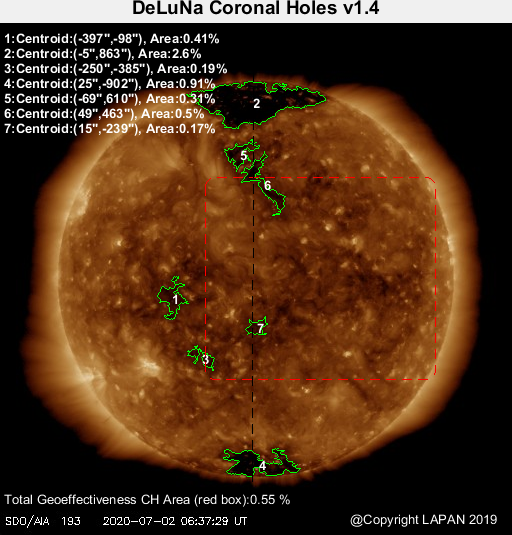 DeLuNa Coronal Holes v1.4
1:Centroid:(-397",-98"), Area:0.41%
2:Centroid:(-5",863"), Area:2.6%
3:Centroid:(-250",-385"), Area:0.19%
4:Centroid:(25",-902"), Area:0.91%
5:Centroid:(-69",610"), Area:0.31%
6:Centroid:(49",463"), Area:0.5%
7:Centroid:(15",-239"), Area:0.17%
2
5
6
1
7
3
4
Total Geoeffectiveness CH Area (red box):0.55 %
SDO/AIA 193 2020-07-02 06:37:29 UT
@Copyright LAPAN 2019